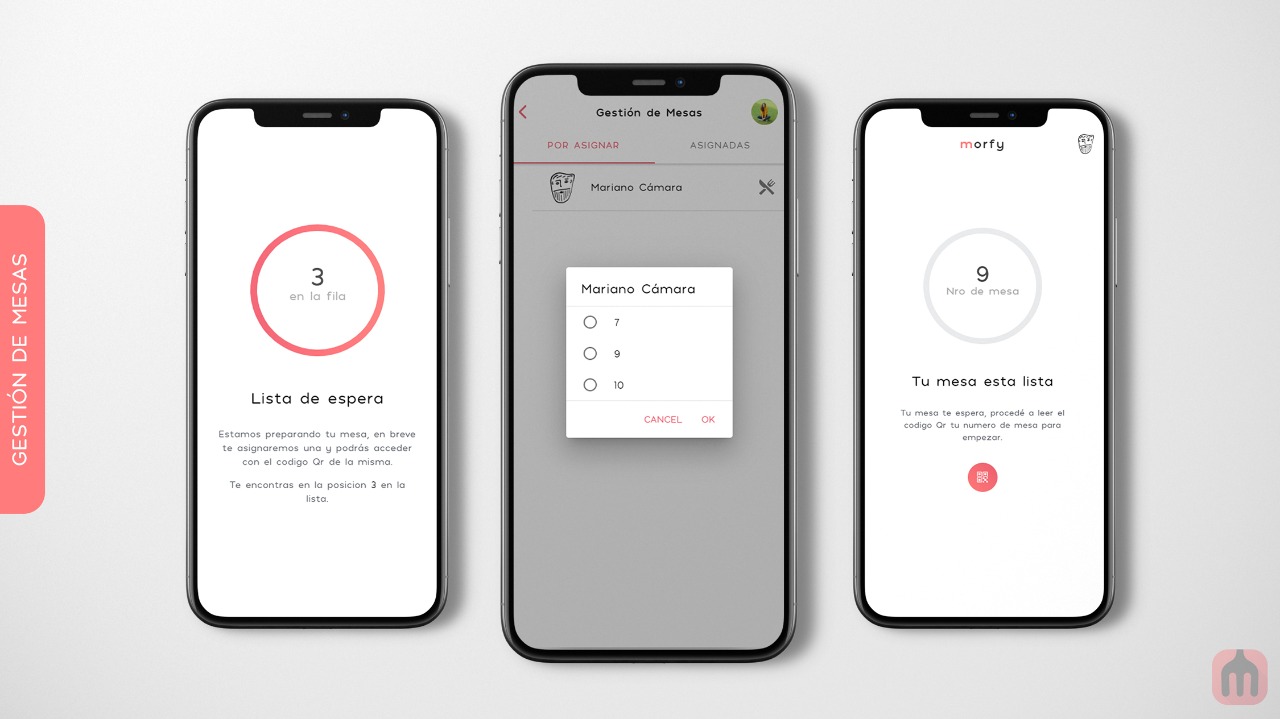 GESTIÓN DE MESAS
3
en la fila
Lista de espera
Estamos preparando tu mesa, en breve
te asignaremos una y podrás acceder
con el codigo Qr de la misma.
Te encontras en la posicion 3 en la
lista.
Gestión de Mesas
POR ASIGNAR
ASIGNADAS
Mariano Cámara
Mariano Cámara
7
9
10
CANCEL OK
morfy
9
Nro de mesa
Tu mesa esta lista
Tu mesa te espera, procedé a leer el
codigo Qr tu numero de mesa para
empezar.